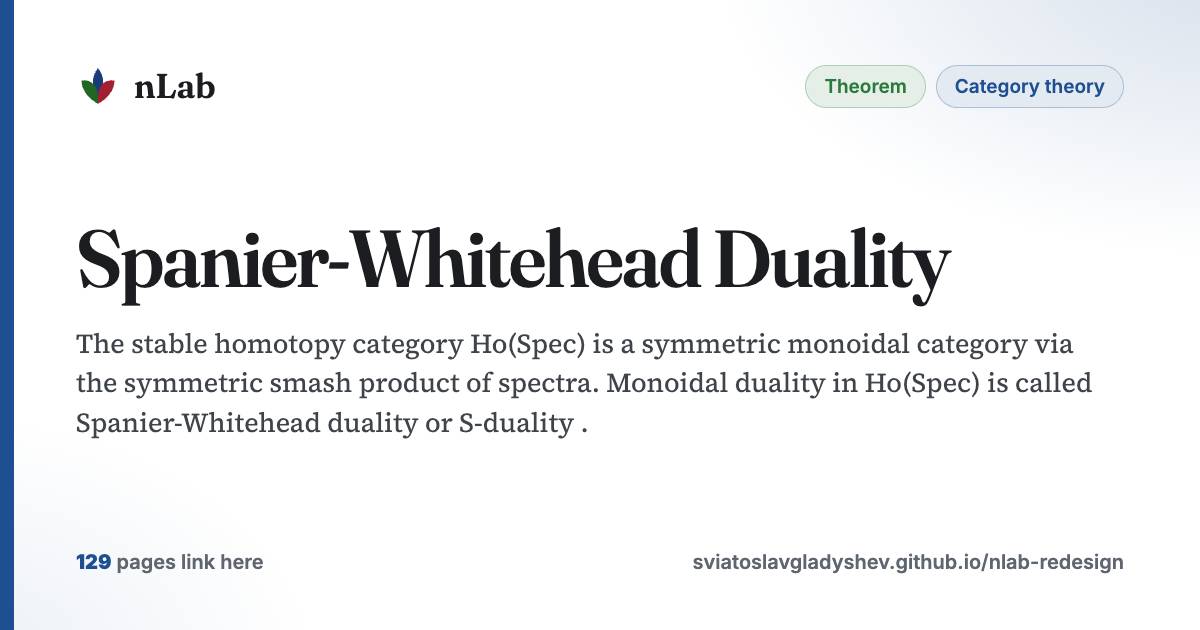 nLab
Theorem
Category theory
Spanier-Whitehead Duality
The stable homotopy category Ho(Spec) is a symmetric monoidal category via
the symmetric smash product of spectra. Monoidal duality in Ho(Spec) is called
Spanier-Whitehead duality or S-duality .
129 pages link here
sviatoslavgladyshev.github.io/nlab-redesign